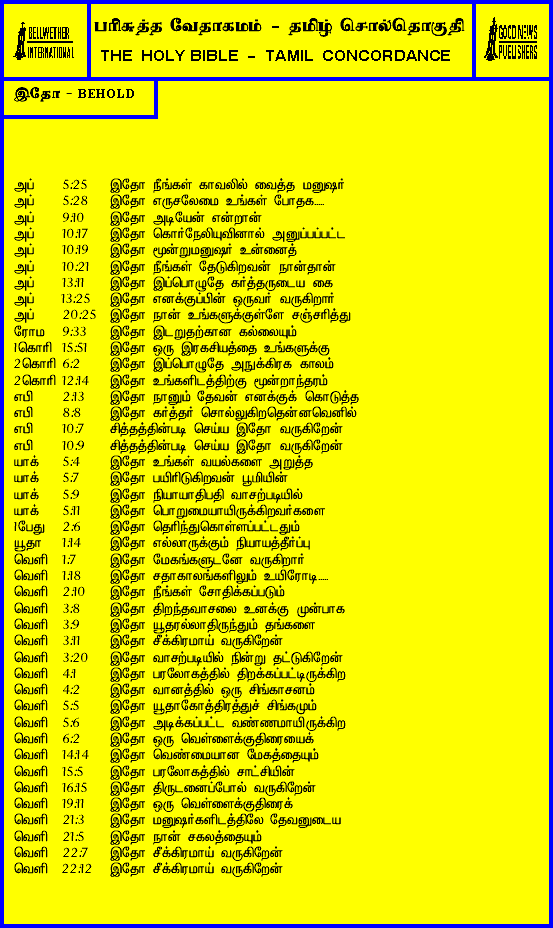 BELLWETHER
INTERNATIONAL
பரிசுத்த வேதாகமம் - தமிழ் சொல்தொகுதி
THE HOLY BIBLE - TAMIL CONCORDANCE
GOOD NEWS
PUBLISHERS
இதோ - BEHOLD
அப் 5:25 இதோ நீங்கள் காவலில் வைத்த மனுஷர்
அப் 5:28 இதோ எருசலேமை உங்கள் போதக.....
அப் 9:10 இதோ அடியேன் என்றான்
அப் 10:17 இதோ கொர்நேலியுவினால் அனுப்பப்பட்ட
அப் 10:19 இதோ மூன்றுமனுஷர் உன்னைத்
அப் 10:21 இதோ நீங்கள் தேடுகிறவன் நான்தான்
அப் 13:11 இதோ இப்பொழுதே கர்த்தருடைய கை
அப் 13:25 இதோ எனக்குப்பின் ஒருவர் வருகிறார்
அப் 20:25 இதோ நான் உங்களுக்குள்ளே சஞ்சரித்து
ரோம 9:33 இதோ இடறுதற்கான கல்லையும்
1கொரி 15:51 இதோ ஒரு இரகசியத்தை உங்களுக்கு
2கொரி 6:2 இதோ இப்பொழுதே அநுக்கிரக காலம்
2கொரி 12:14 இதோ உங்களிடத்திற்கு மூன்றாந்தரம்
எபி 2:13 இதோ நானும் தேவன் எனக்குக் கொடுத்த
எபி 8:8 இதோ கர்த்தர் சொல்லுகிறதென்னவெனில்
எபி 10:7 சித்தத்தின்படி செய்ய இதோ வருகிறேன்
எபி 10:9 சித்தத்தின்படி செய்ய இதோ வருகிறேன்
யாக் 5:4 இதோ உங்கள் வயல்களை அறுத்த
யாக் 5:7 இதோ பயிரிடுகிறவன் பூமியின்
யாக் 5:9 இதோ நியாயாதிபதி வாசற்படியில்
யாக் 5:11 இதோ பொறுமையாயிருக்கிறவர்களை
1பேது 2:6 இதோ தெரிந்துகொள்ளப்பட்டதும்
யூதா 1:14 இதோ எல்லாருக்கும் நியாயத்தீர்ப்பு
வெளி 1:7 இதோ மேகங்களுடனே வருகிறார்
வெளி 1:18 இதோ சதாகாலங்களிலும் உயிரோடி.....
வெளி 2:10 இதோ நீங்கள் சோதிக்கப்படும்
வெளி 3:8 இதோ திறந்தவாசலை உனக்கு முன்பாக
வெளி 3:9 இதோ யூதரல்லாதிருந்தும் தங்களை
வெளி 3:11 இதோ சீக்கிரமாய் வருகிறேன்
வெளி 3:20 இதோ வாசற்படியில் நின்று தட்டுகிறேன்
வெளி 4:1 இதோ பரலோகத்தில் திறக்கப்பட்டிருக்கிற
வெளி 4:2 இதோ வானத்தில் ஒரு சிங்காசனம்
வெளி 5:5 இதோ யூதாகோத்திரத்துச் சிங்கமும்
வெளி 5:6 இதோ அடிக்கப்பட்ட வண்ணமாயிருக்கிற
வெளி 6:2 இதோ ஒரு வெள்ளைக்குதிரையைக்
வெளி 14:14 இதோ வெண்மையான மேகத்தையும்
வெளி 15:5 இதோ பரலோகத்தில் சாட்சியின்
வெளி 16:15 இதோ திருடனைப்போல் வருகிறேன்
வெளி 19:11 இதோ ஒரு வெள்ளைக்குதிரைக்
வெளி 21:3 இதோ மனுஷர்களிடத்திலே தேவனுடைய
வெளி 21:5 இதோ நான் சகலத்தையும்
வெளி 22:7 இதோ சீக்கிரமாய் வருகிறேன்
வெளி 22:12 இதோ சீக்கிரமாய் வருகிறேன்